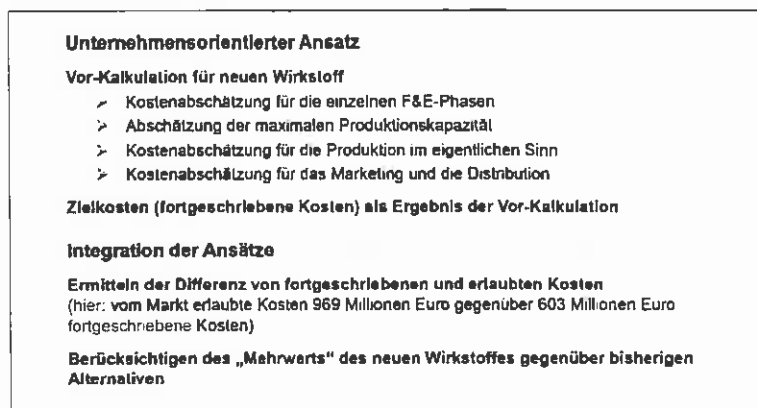 Unternehmensorientierter Ansatz
Vor-Kalkulation für neuen Wirkstoff
➢ Kostenabschätzung für die einzelnen F&E-Phasen
➢ Abschätzung der maximalen Produktionskapazität
➢ Kostenabschätzung für die Produktion im eigentlichen Sinn
➢ Kostenabschätzung für das Marketing und die Distribution
Zielkosten (fortgeschriebene Kosten) als Ergebnis der Vor-Kalkulation
Integration der Ansätze
Ermitteln der Differenz von fortgeschriebenen und erlaubten Kosten
(hier: vom Markt erlaubte Kosten 969 Millionen Euro gegenüber 603 Millionen Euro
fortgeschriebene Kosten)
Berücksichtigen des „Mehrwerts“ des neuen Wirkstoffes gegenüber bisherigen
Alternativen